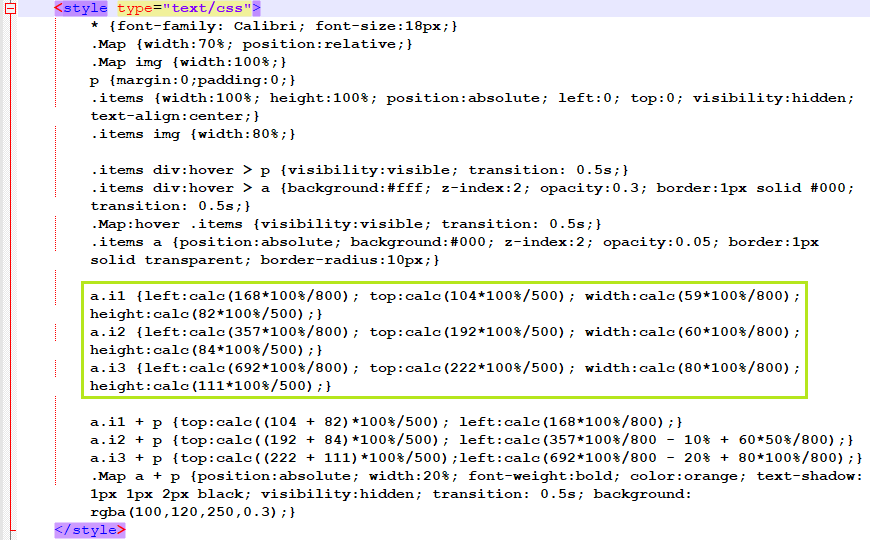 <style type="text/css">
* {font-family: Calibri; font-size:18px;}
.Map {width:70%; position:relative;}
.Map img {width:100%;}
p {margin:0;padding:0;}
.items {width:100%; height:100%; position:absolute; left:0; top:0; visibility:hidden;
text-align:center;}
.items img {width:80%;}
.items div:hover > p {visibility:visible; transition: 0.5s;}
.items div:hover > a {background:#fff; z-index:2; opacity:0.3; border:1px solid #000;
transition: 0.5s;}
.Map:hover .items {visibility:visible; transition: 0.5s;}
.items a {position:absolute; background:#000; z-index:2; opacity:0.05; border:1px
solid transparent; border-radius:10px;}
a.i1 {left:calc(168*100%/800); top:calc(104*100%/500); width:calc(59*100%/800);
height:calc(82*100%/500);}
a.i2 {left:calc(357*100%/800); top:calc(192*100%/500); width:calc(60*100%/800);
height:calc(84*100%/500);}
a.i3 {left:calc(692*100%/800); top:calc(222*100%/500); width:calc(80*100%/800);
height:calc(111*100%/500);}
a.i1 + p {top:calc((104 + 82)*100%/500); left:calc(168*100%/800);}
a.i2 + p {top:calc((192 + 84)*100%/500); left:calc(357*100%/800 - 10% + 60*50%/800);}
a.i3 + p {top:calc((222 + 111)*100%/500);left:calc(692*100%/800 - 20% + 80*100%/800);}
.Map a + p {position:absolute; width:20%; font-weight:bold; color:orange; text-shadow:
1px 1px 2px black; visibility:hidden; transition: 0.5s; background:
rgba(100,120,250,0.3);}
</style>